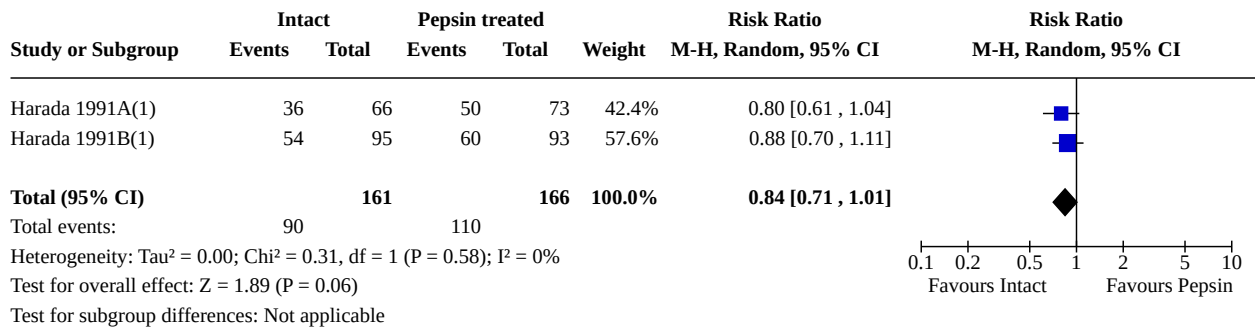 Intact Pepsin treated Risk Ratio Risk Ratio
Study or Subgroup Events Total Events Total Weight M-H, Random, 95% CI M-H, Random, 95% CI
Harada 1991A(1) 36 66 50 73 42.4% 0.80 [0.61 , 1.04]
Harada 1991B(1) 54 95 60 93 57.6% 0.88 [0.70 , 1.11]
Total (95% CI) 161 166 100.0% 0.84 [0.71 , 1.01]
Total events: 90 110
Heterogeneity: Tau² = 0.00; Chi² = 0.31, df = 1 (P = 0.58); I² = 0%
0.1 0.2 0.5 1 2 5 10
Test for overall effect: Z = 1.89 (P = 0.06) Favours Intact Favours Pepsin
Test for subgroup differences: Not applicable